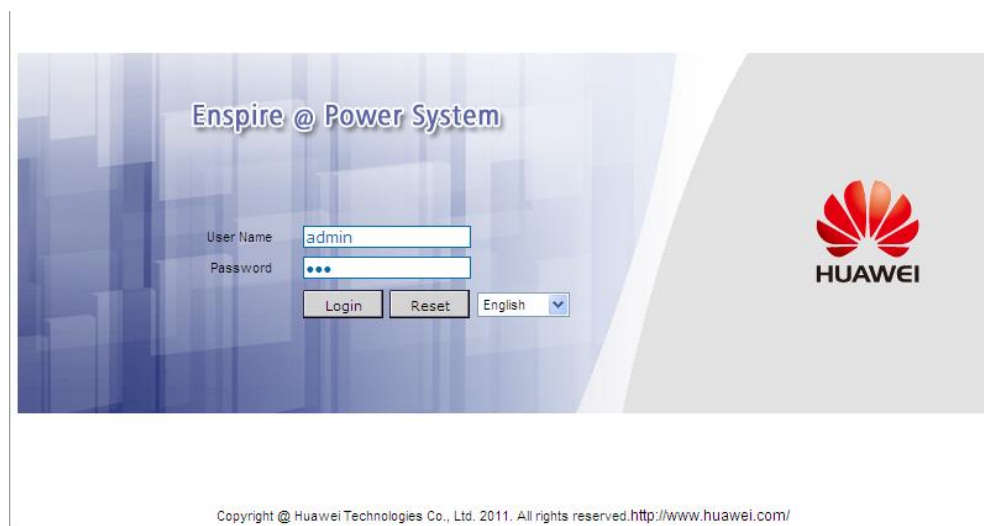 Enspire @ Power System
User Name admin
Password •••
Login Reset English
HUAWEI
Copyright @ Huawei Technologies Co., Ltd. 2011. All rights reserved.http://www.huawei.com/